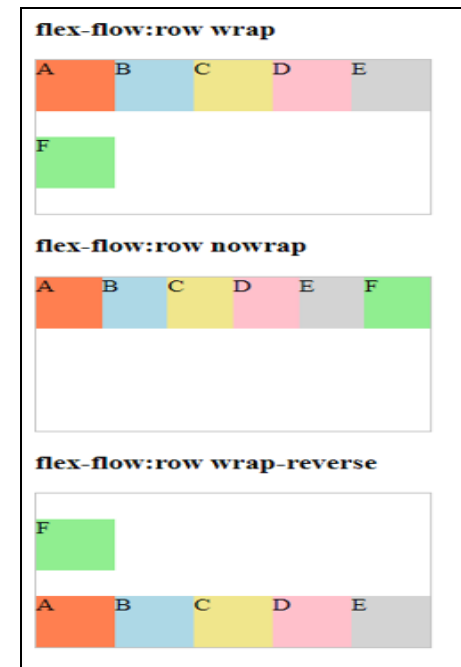 flex-flow:row wrap
A B C D E
F
flex-flow:row nowrap
A B C D E F
flex-flow:row wrap-reverse
F
A B C D E